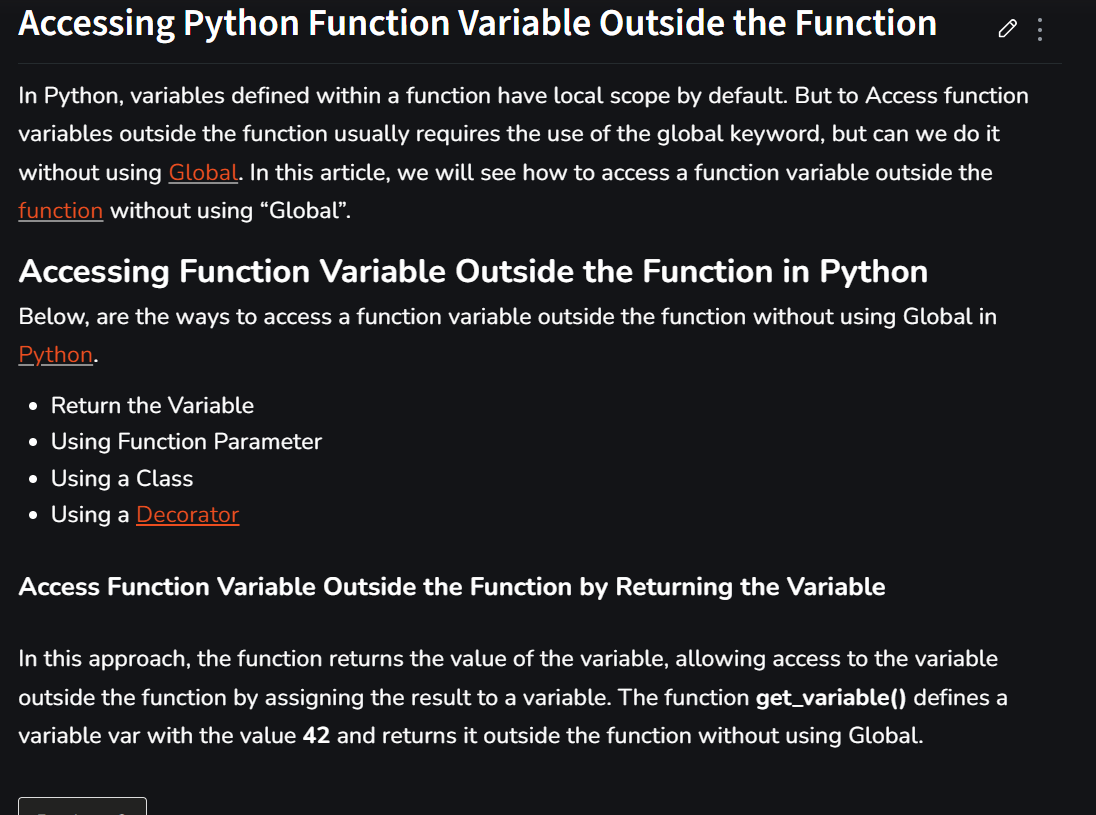 Accessing Python Function Variable Outside the Function
In Python, variables defined within a function have local scope by default. But to Access function
variables outside the function usually requires the use of the global keyword, but can we do it
without using Global. In this article, we will see how to access a function variable outside the
function without using “Global”.
Accessing Function Variable Outside the Function in Python
Below, are the ways to access a function variable outside the function without using Global in
Python.
• Return the Variable
• Using Function Parameter
• Using a Class
• Using a Decorator
Access Function Variable Outside the Function by Returning the Variable
In this approach, the function returns the value of the variable, allowing access to the variable
outside the function by assigning the result to a variable. The function get_variable() defines a
variable var with the value 42 and returns it outside the function without using Global.